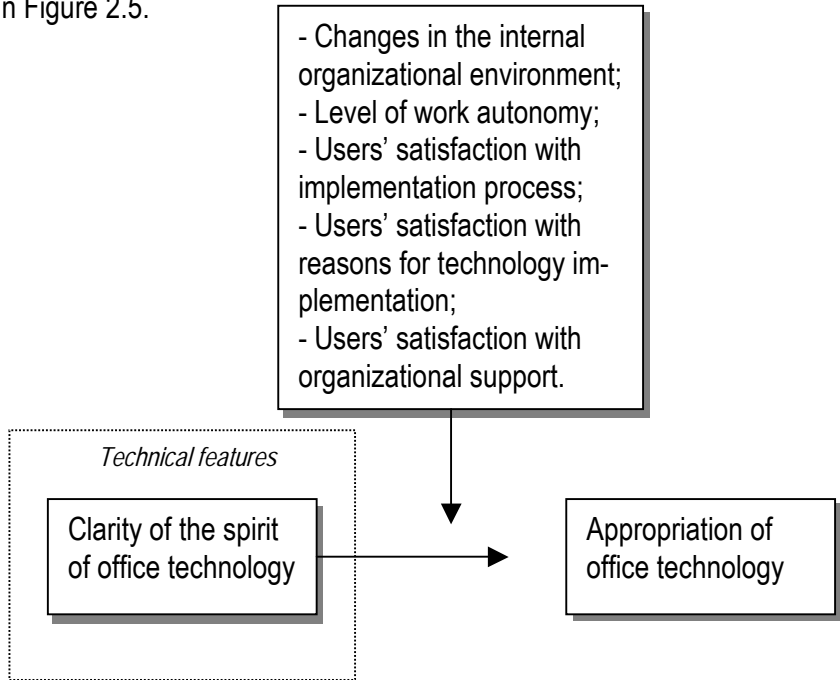 n Figure 2.5.
- Changes in the internal
organizational environment;
- Level of work autonomy;
- Users’ satisfaction with
implementation process;
- Users’ satisfaction with
reasons for technology im-
plementation;
- Users’ satisfaction with
organizational support.
Technical features
Clarity of the spirit
of office technology
Appropriation of
office technology